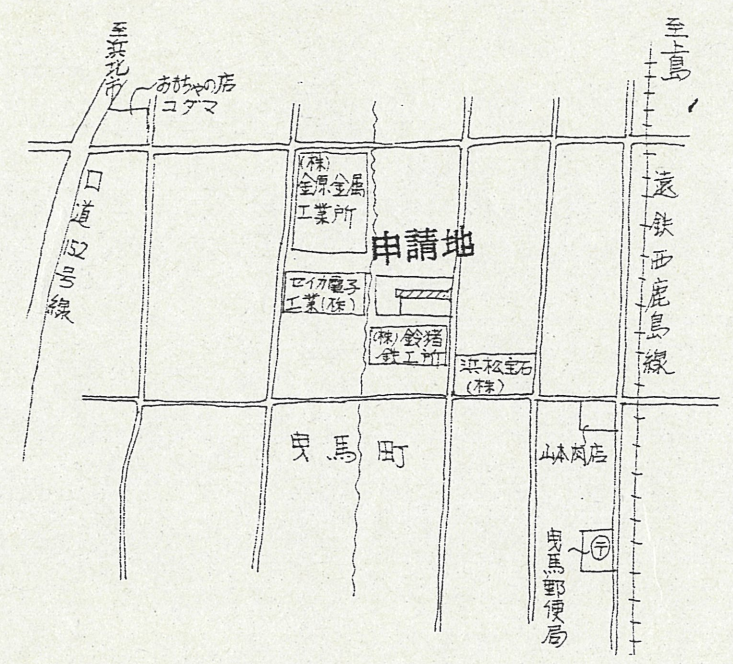 至浜北市
おもちゃの店
コダマ
至上島
(株)
金原金属
工業所
口道152号線
遠鉄西鹿島線
申請地
セイカ電子
工業(株)
(株)鈴猪
鉄工所
浜松宝石
(株)
曳馬町
山本肉店
曳馬郵便局
〒